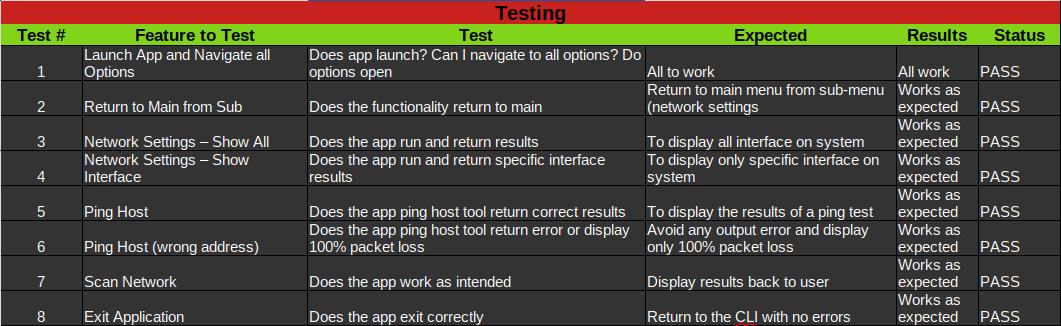 Testing
Test # Feature to Test Test Expected Results Status
1 Launch App and Navigate all Options Does app launch? Can I navigate to all options? Do options open All to work All work PASS
2 Return to Main from Sub Does the functionality return to main Return to main menu from sub-menu (network settings Works as expected PASS
3 Network Settings – Show All Does the app run and return results To display all interface on system Works as expected PASS
4 Network Settings – Show Interface Does the app run and return specific interface results To display only specific interface on system Works as expected PASS
5 Ping Host Does the app ping host tool return correct results To display the results of a ping test Works as expected PASS
6 Ping Host (wrong address) Does the app ping host tool return error or display 100% packet loss Avoid any output error and display only 100% packet loss Works as expected PASS
7 Scan Network Does the app work as intended Display results back to user Works as expected PASS
8 Exit Application Does the app exit correctly Return to the CLI with no errors Works as expected PASS